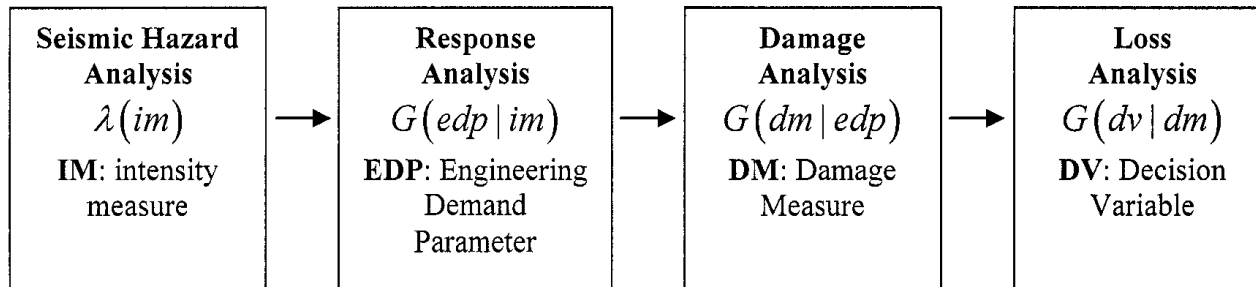 Seismic Hazard
Analysis
λ(im)
IM: intensity
measure
Response
Analysis
G(edp | im)
EDP: Engineering
Demand
Parameter
Damage
Analysis
G(dm | edp)
DM: Damage
Measure
Loss
Analysis
G(dv | dm)
DV: Decision
Variable